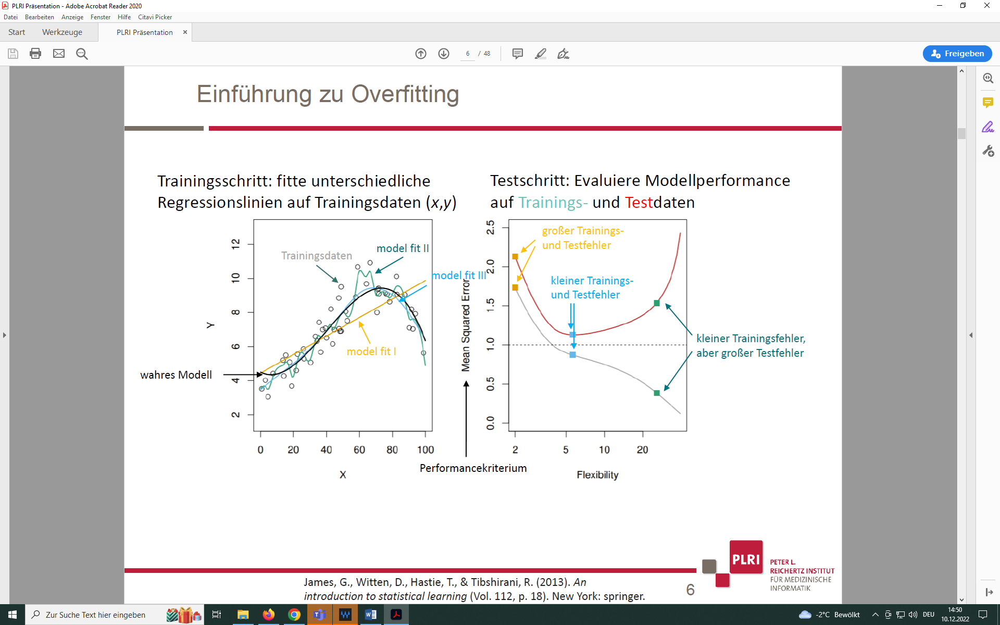 PLRI Präsentation - Adobe Acrobat Reader 2020
Datei Bearbeiten Anzeige Fenster Hilfe Citavi Picker
Start Werkzeuge PLRI Präsentation ×
6 / 48
Freigeben
Einführung zu Overfitting
Trainingsschritt: fitte unterschiedliche
Regressionslinien auf Trainingsdaten (x,y)
12
10
8
6
4
2
Y
Trainingsdaten
model fit II
model fit III
model fit I
wahres Modell
0 20 40 60 80 100
X
Testschritt: Evaluiere Modellperformance
auf Trainings- und Testdaten
2.5
2.0
1.5
1.0
0.5
0.0
Mean Squared Error
großer Trainings-
und Testfehler
kleiner Trainings-
und Testfehler
kleiner Trainingsfehler,
aber großer Testfehler
2 5 10 20
Flexibility
Performancekriterium
James, G., Witten, D., Hastie, T., & Tibshirani, R. (2013). An
introduction to statistical learning (Vol. 112, p. 18). New York: springer.
6
PLRI
PETER L.
REICHERTZ INSTITUT
FÜR MEDIZINISCHE
INFORMATIK
Zur Suche Text hier eingeben
-2°C Bewölkt
DEU
14:50
10.12.2022